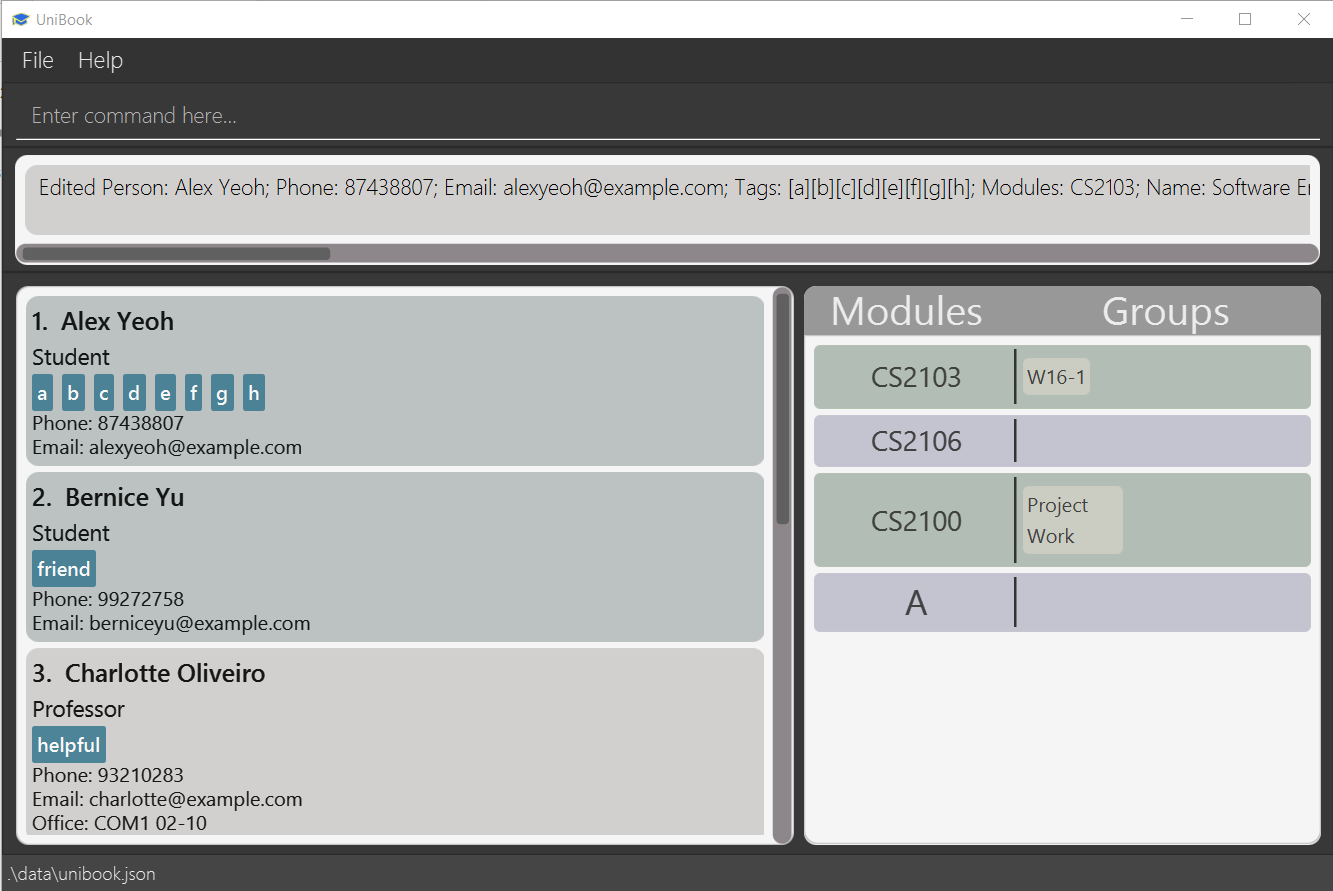 UniBook
File Help
Enter command here...
Edited Person: Alex Yeoh; Phone: 87438807; Email: alexyeoh@example.com; Tags: [a][b][c][d][e][f][g][h]; Modules: CS2103; Name: Software
1. Alex Yeoh
Student
a b c d e f g h
Phone: 87438807
Email: alexyeoh@example.com
2. Bernice Yu
Student
friend
Phone: 99272758
Email: berniceyu@example.com
3. Charlotte Oliveiro
Professor
helpful
Phone: 93210283
Email: charlotte@example.com
Office: COM1 02-10
Modules Groups
CS2103 W16-1
CS2106
CS2100 Project
Work
A
.\data\unibook.json